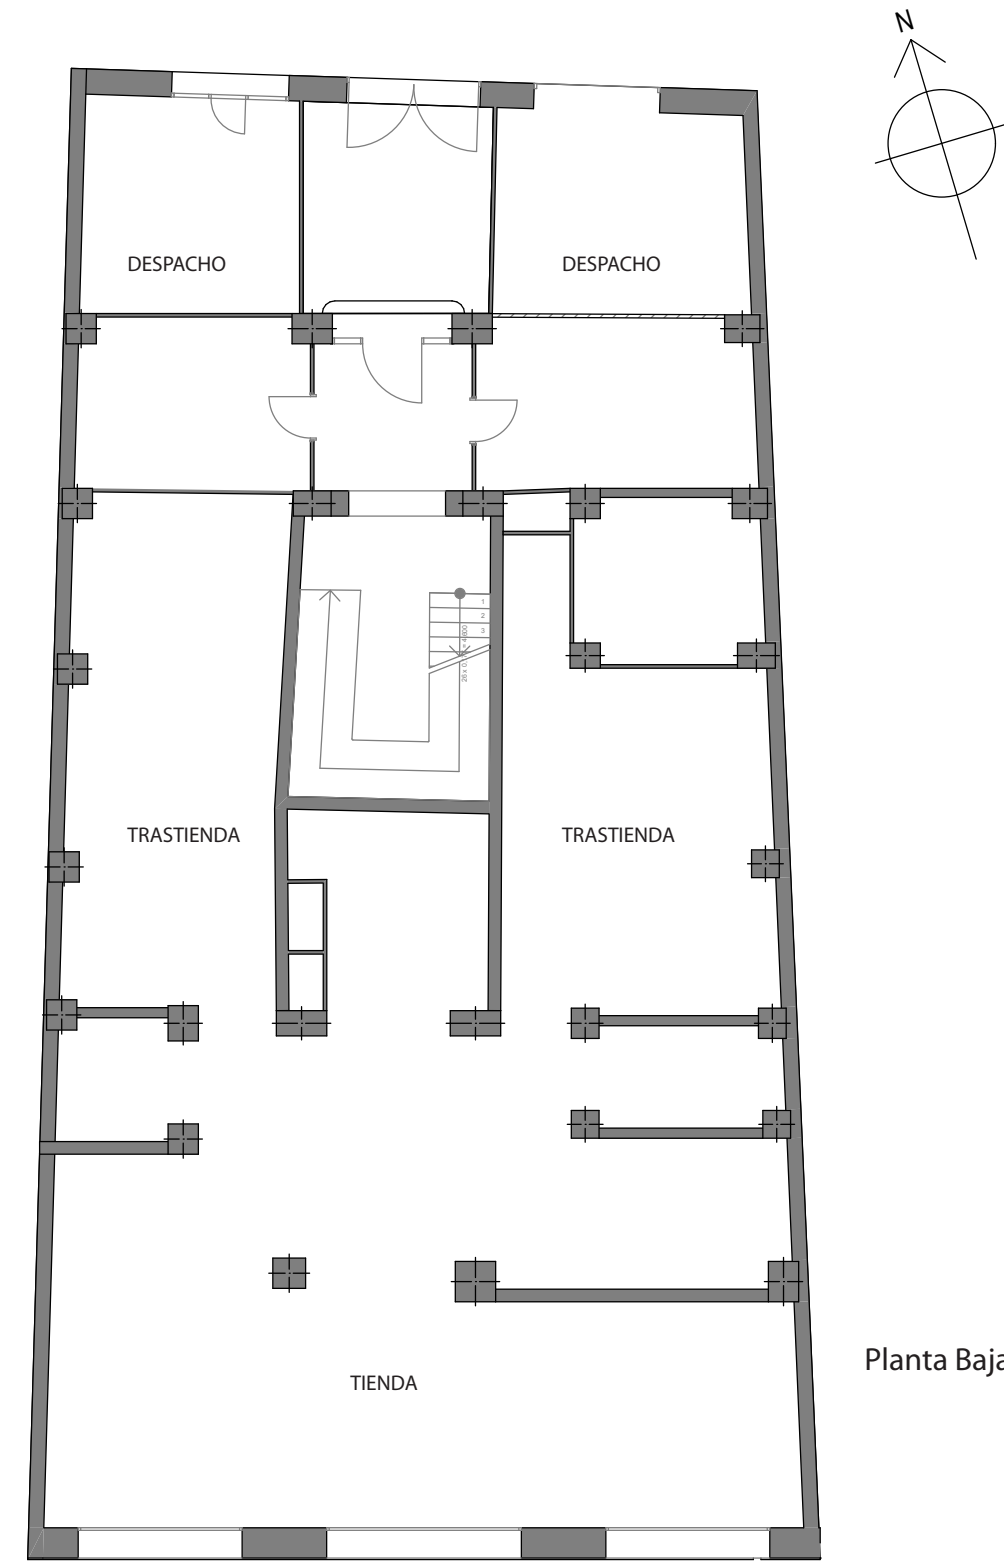 N
DESPACHO
DESPACHO
1
2
3
TRASTIENDA
TRASTIENDA
Planta Baja
TIENDA